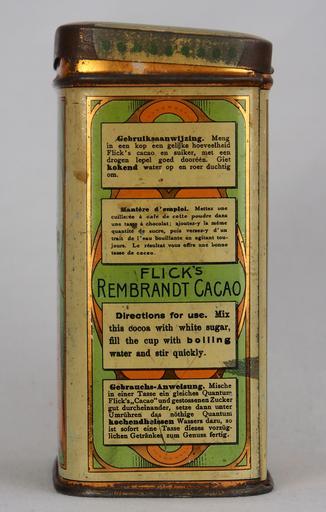 Gebruiksaanwijzing. Meng
in een kop een gelijke hoeveelheid
Flick's cacao en suiker, met een
drogen lepel goed dooréén. Giet
kokend water op en roer duchtig
om.
Manière d'emploi. Mettez une
cuillerée à café de cette poudre dans
une tasse à chocolat; ajoutez-y la même
quantité de sucre, puis versez-y d'un
trait de l'eau bouillante en agitant tou-
jours. Le résultat vous offre une bonne
tasse de cacao.
FLICK'S
REMBRANDT CACAO
Directions for use. Mix
this cocoa with white sugar,
fill the cup with boiling
water and stir quickly.
Gebrauchs-Anweisung. Mische
in einer Tasse ein gleiches Quantum
Flick's „Cacao" und gestossenen Zucker
gut durcheinander, setze dann unter
Umrühren das nöthige Quantum
kochendheissen Wassers dazu, so
ist sofort eine Tasse dieses vorzüg-
lichen Getränkes zum Genuss fertig.